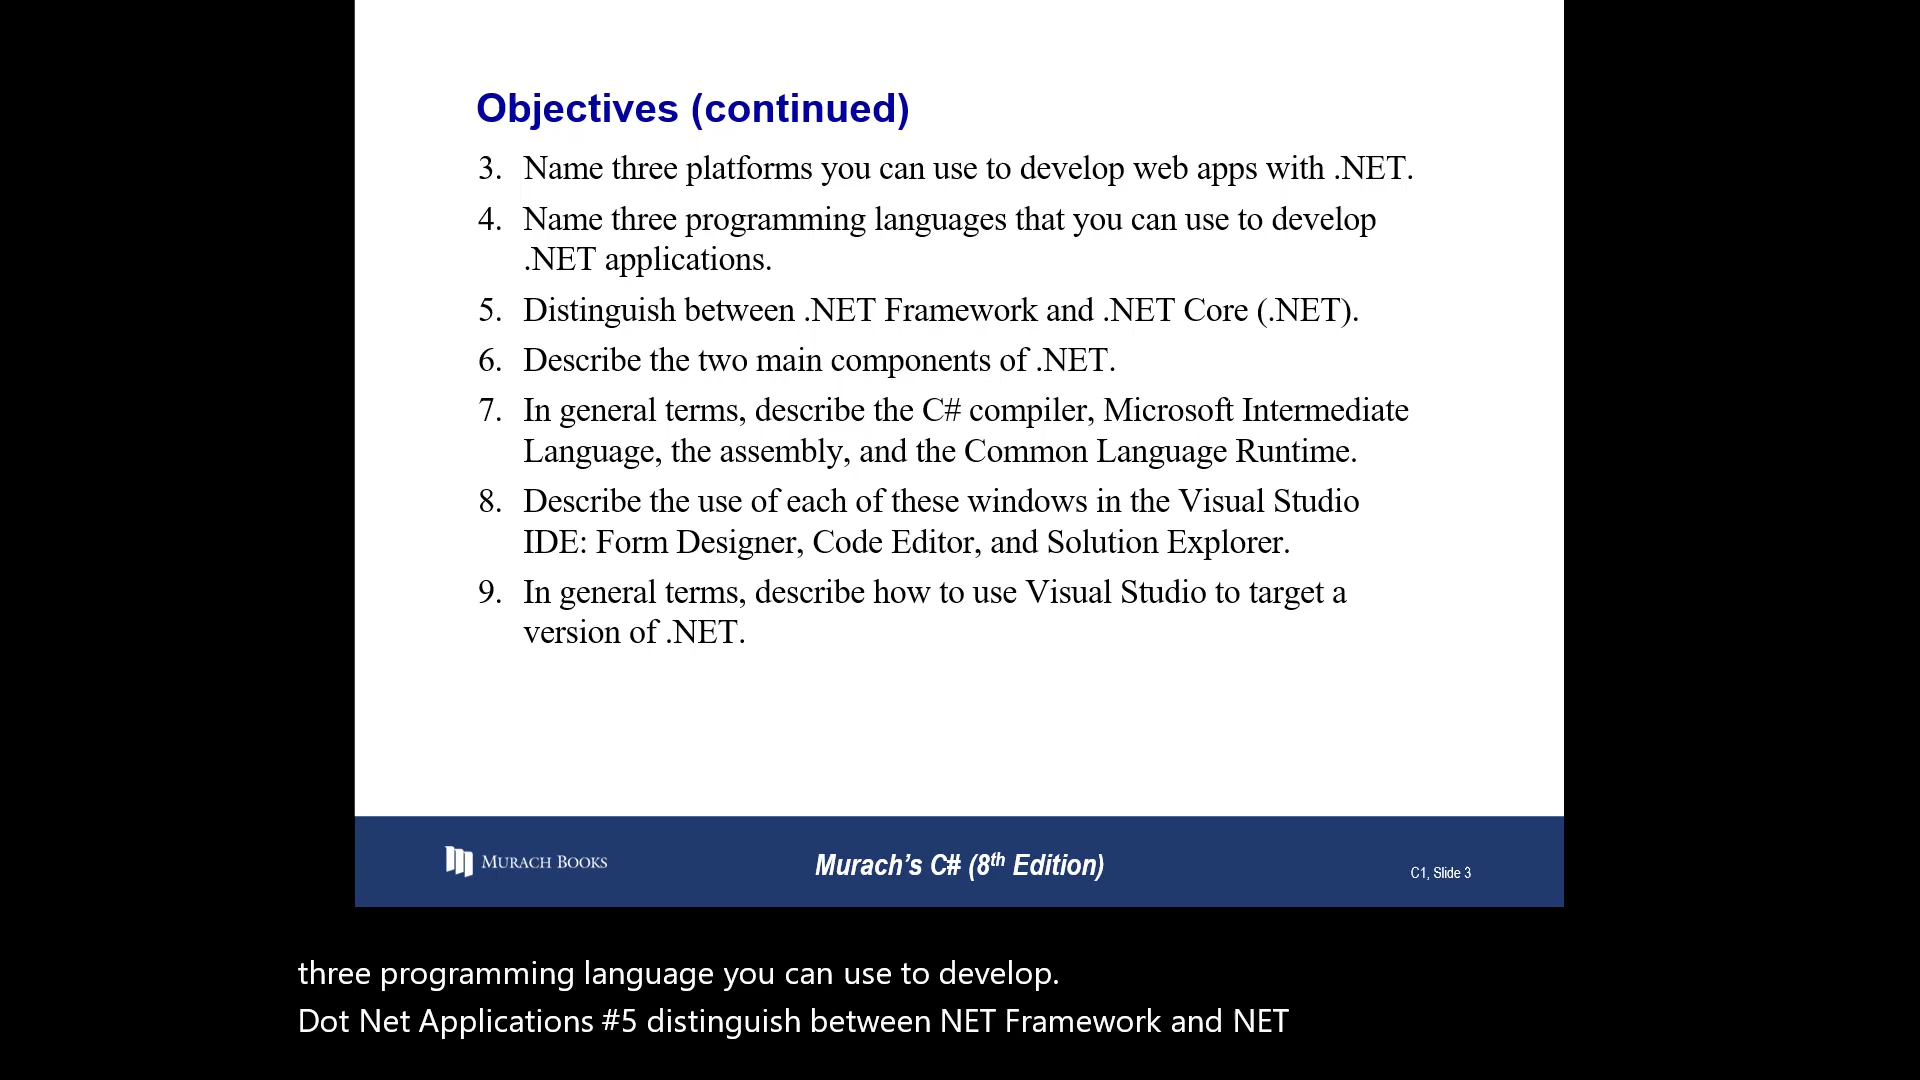 Objectives (continued)
3. Name three platforms you can use to develop web apps with .NET.
4. Name three programming languages that you can use to develop
.NET applications.
5. Distinguish between .NET Framework and .NET Core (.NET).
6. Describe the two main components of .NET.
7. In general terms, describe the C# compiler, Microsoft Intermediate
Language, the assembly, and the Common Language Runtime.
8. Describe the use of each of these windows in the Visual Studio
IDE: Form Designer, Code Editor, and Solution Explorer.
9. In general terms, describe how to use Visual Studio to target a
version of .NET.
MURACH BOOKS
Murach’s C# (8th Edition)
C1, Slide 3
three programming language you can use to develop.
Dot Net Applications #5 distinguish between NET Framework and NET